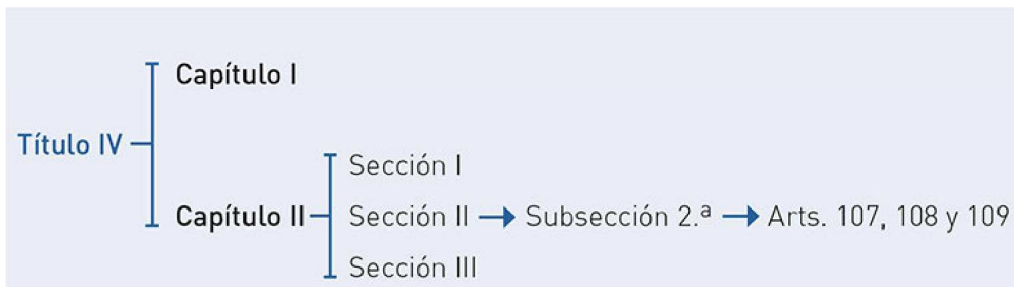 Capítulo I
Título IV
Sección I
Capítulo II
Sección II → Subsección 2.ª → Arts. 107, 108 y 109
Sección III